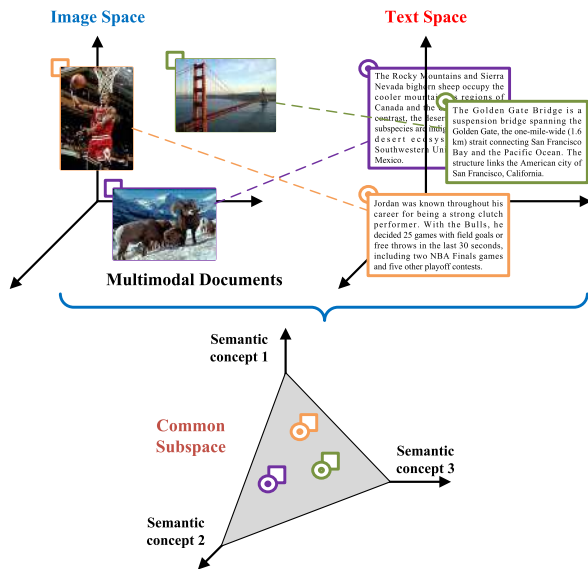 Image Space
Text Space
The Rocky Mountains and Sierra
Nevada bighorn sheep occupy the
cooler regions of
Canada and the
contrast, the
subspecies are
desert
Southwestern
Mexico.
The Golden Gate Bridge is a
suspension bridge spanning the
Golden Gate, the one-mile-wide (1.6
km) strait connecting San Francisco
Bay and the Pacific Ocean. The
structure links the American city of
San Francisco, California.
Jordan was known throughout his
career for being a strong clutch
performer. With the Bulls, he
decided 25 games with field goals or
free throws in the last 30 seconds,
including two NBA Finals games
and five other playoff contests.
Multimodal Documents
Semantic
concept 1
Common
Subspace
Semantic
concept 3
Semantic
concept 2